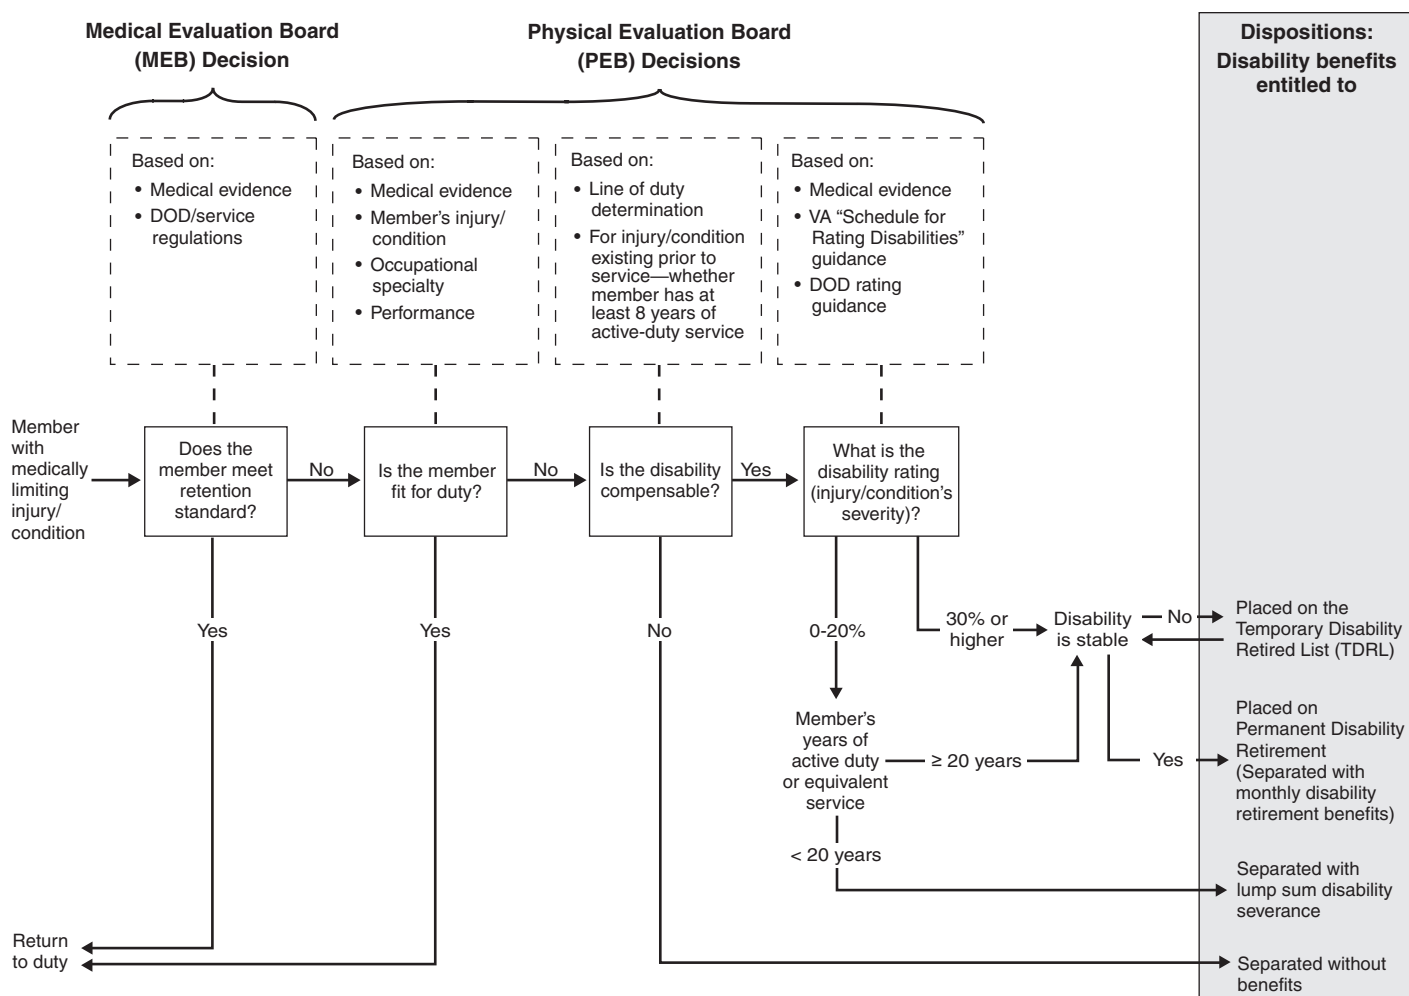 Medical Evaluation Board
(MEB) Decision
Physical Evaluation Board
(PEB) Decisions
Dispositions:
Disability benefits
entitled to
Based on:
• Medical evidence
• DOD/service
regulations
Based on:
• Medical evidence
• Member's injury/
condition
• Occupational
specialty
• Performance
Based on:
• Line of duty
determination
• For injury/condition
existing prior to
service—whether
member has at
least 8 years of
active-duty service
Based on:
• Medical evidence
• VA “Schedule for
Rating Disabilities”
guidance
• DOD rating
guidance
Member
with
medically
limiting
injury/
condition
Does the
member meet
retention
standard?
No
Is the member
fit for duty?
No
Is the disability
compensable?
Yes
What is the
disability rating
(injury/condition's
severity)?
Yes
Yes
No
0-20%
30% or
higher
Disability
is stable
No
Placed on the
Temporary Disability
Retired List (TDRL)
Member's
years of
active duty
or equivalent
service
≥ 20 years
Yes
Placed on
Permanent Disability
Retirement
(Separated with
monthly disability
retirement benefits)
< 20 years
Separated with
lump sum disability
severance
Return
to duty
Separated without
benefits